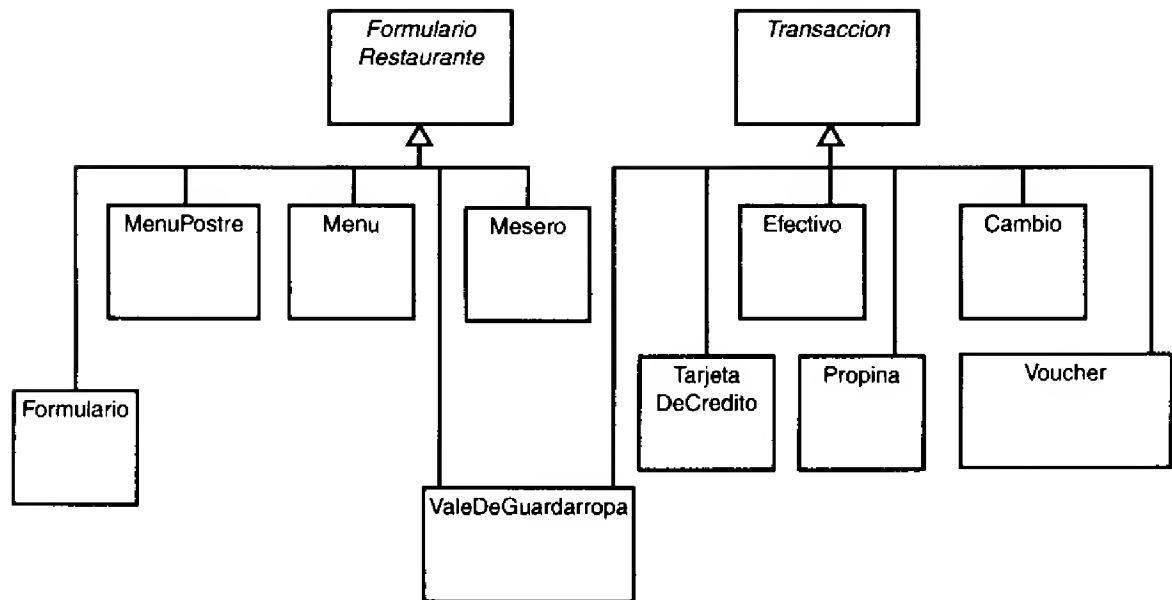 Formulario
Restaurante
Transaccion
MenuPostre
Menu
Mesero
Efectivo
Cambio
Formulario
Tarjeta
DeCredito
Propina
Voucher
ValeDeGuardarropa